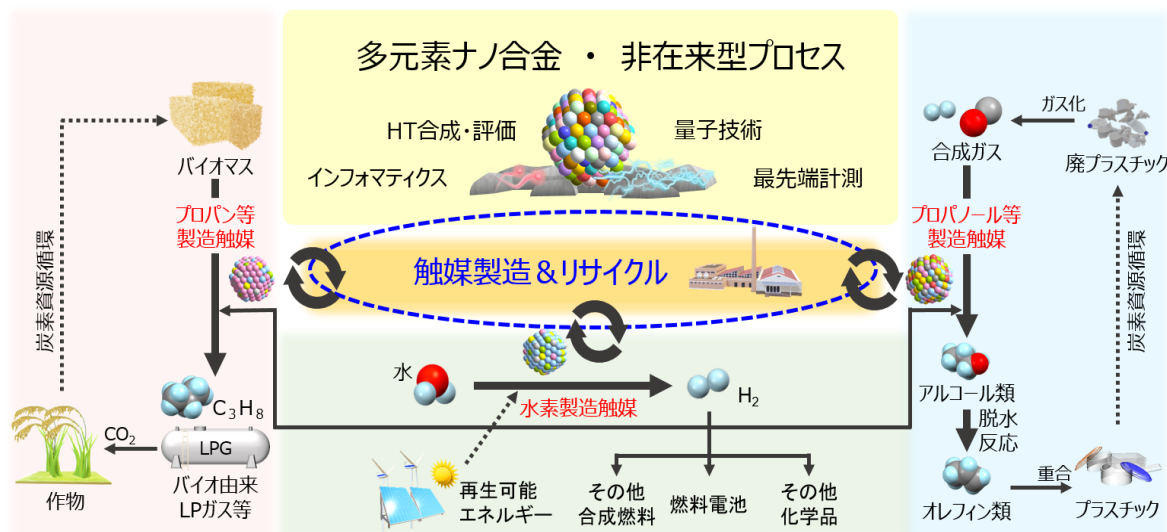 多元素ナノ合金 ・ 非在来型プロセス
HT合成・評価
量子技術
インフォマティクス
最先端計測
触媒製造＆リサイクル
バイオマス
プロパン等
製造触媒
炭素資源循環
C₃H₈
LPG
CO₂
バイオ由来
LPガス等
作物
水
H₂
水素製造触媒
再生可能
エネルギー
その他
合成燃料
燃料電池
その他
化学品
合成ガス
ガス化
廃プラスチック
プロパノール等
製造触媒
炭素資源循環
アルコール類
脱水
反応
オレフィン類
重合
プラスチック